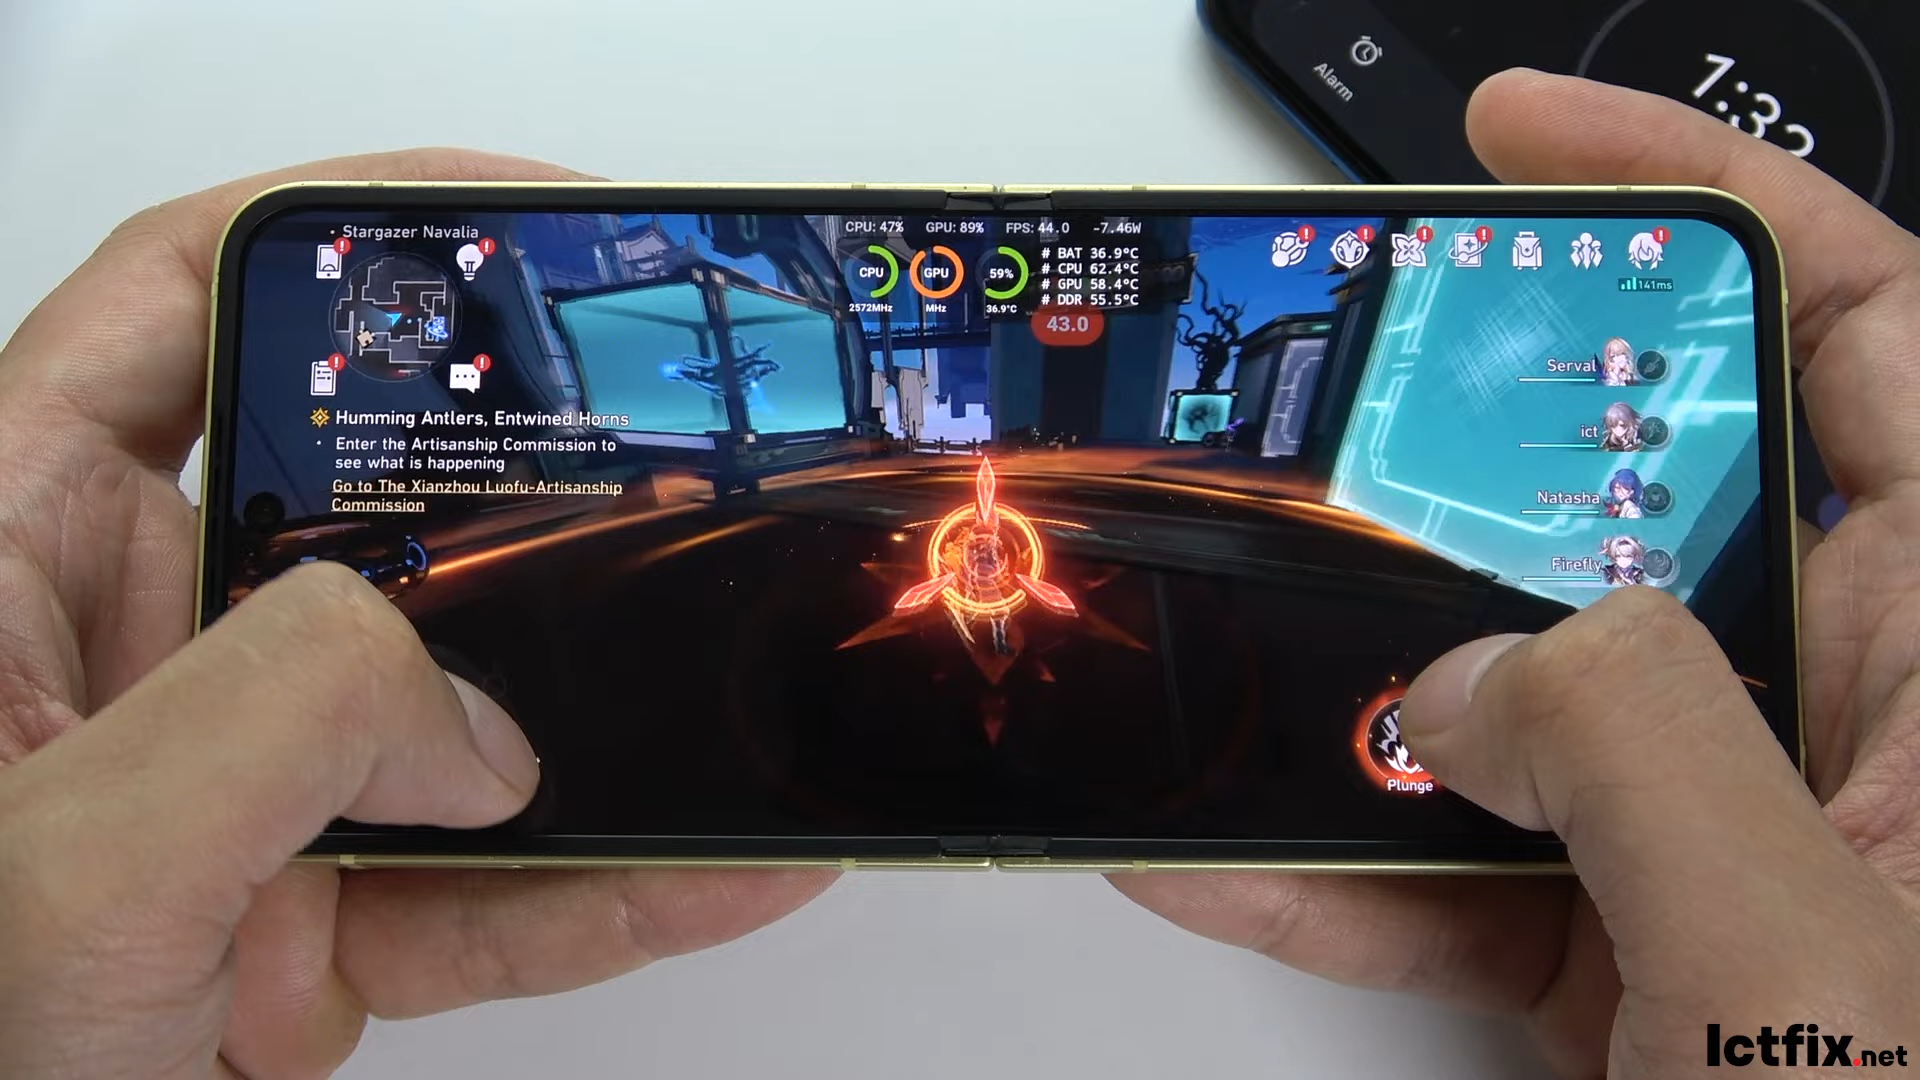 Alarm
1:32
• Stargazer Navalia
CPU: 47% GPU: 89% FPS: 44.0 -7.46W
CPU
GPU
59%
2572MHz
MHz
36.9°C
# BAT 36.9°C
# CPU 62.4°C
# GPU 58.4°C
# DDR 55.5°C
43.0
141ms
Humming Antlers, Entwined Horns
• Enter the Artisanship Commission to
see what is happening
Go to The Xianzhou Luofu-Artisanship
Commission
Serval
ict
Natasha
Firefly
Plunge
Ictfix.net